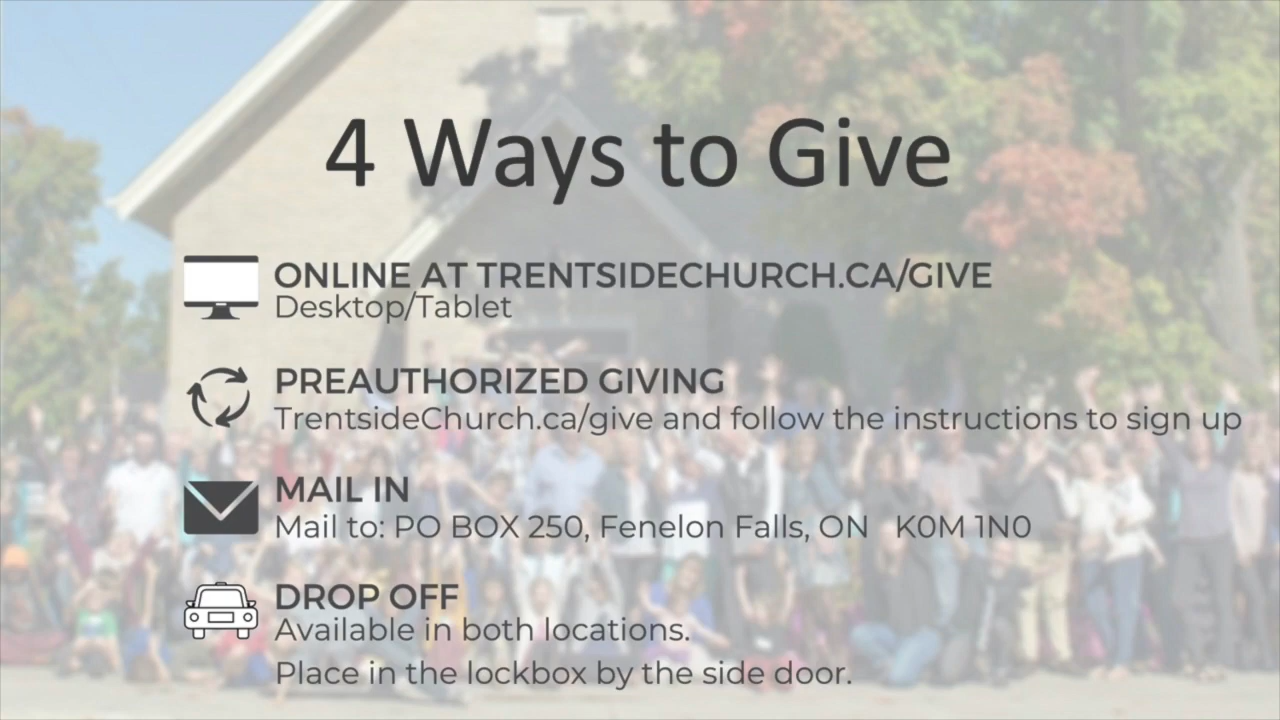 4 Ways to Give
ONLINE AT TRENTSIDECHURCH.CA/GIVE
Desktop/Tablet
PREAUTHORIZED GIVING
TrentsideChurch.ca/give and follow the instructions to sign up
MAIL IN
Mail to: PO BOX 250, Fenelon Falls, ON   K0M 1N0
DROP OFF
Available in both locations.
Place in the lockbox by the side door.